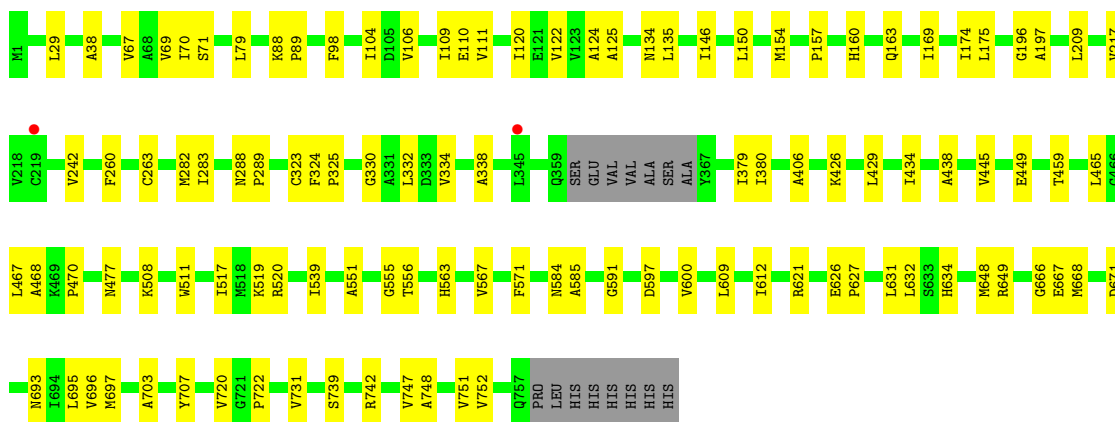 M1 L29 A38 V67 A68 V69 I70 S71 L79 K88 P89 F98 I104 D105 V106 I109 E110 V111 I120 E121 V122 V123 A124 A125 N134 L135 I146 L150 M154 P157 H160 Q163 I169 I174 L175 G196 A197 L209 V217
V218 C219 V242 F260 C263 M282 I283 N288 P289 C323 F324 P325 G330 A331 L332 D333 V334 A338 L345 Q359 SER GLU VAL VAL ALA SER ALA Y367 I379 I380 A406 K426 L429 I434 A438 V445 E449 T459 L465 G466
L467 A468 K469 P470 N477 K508 W511 I517 M518 K519 R520 I539 A551 G555 T556 H563 V567 F571 N584 A585 G591 D597 V600 L609 I612 R621 E626 P627 L631 L632 S633 H634 M648 R649 G666 E667 M668 D671
N693 I694 L695 V696 M697 A703 Y707 V720 G721 P722 V731 S739 R742 V747 A748 V751 V752 Q757 PRO LEU HIS HIS HIS HIS HIS HIS